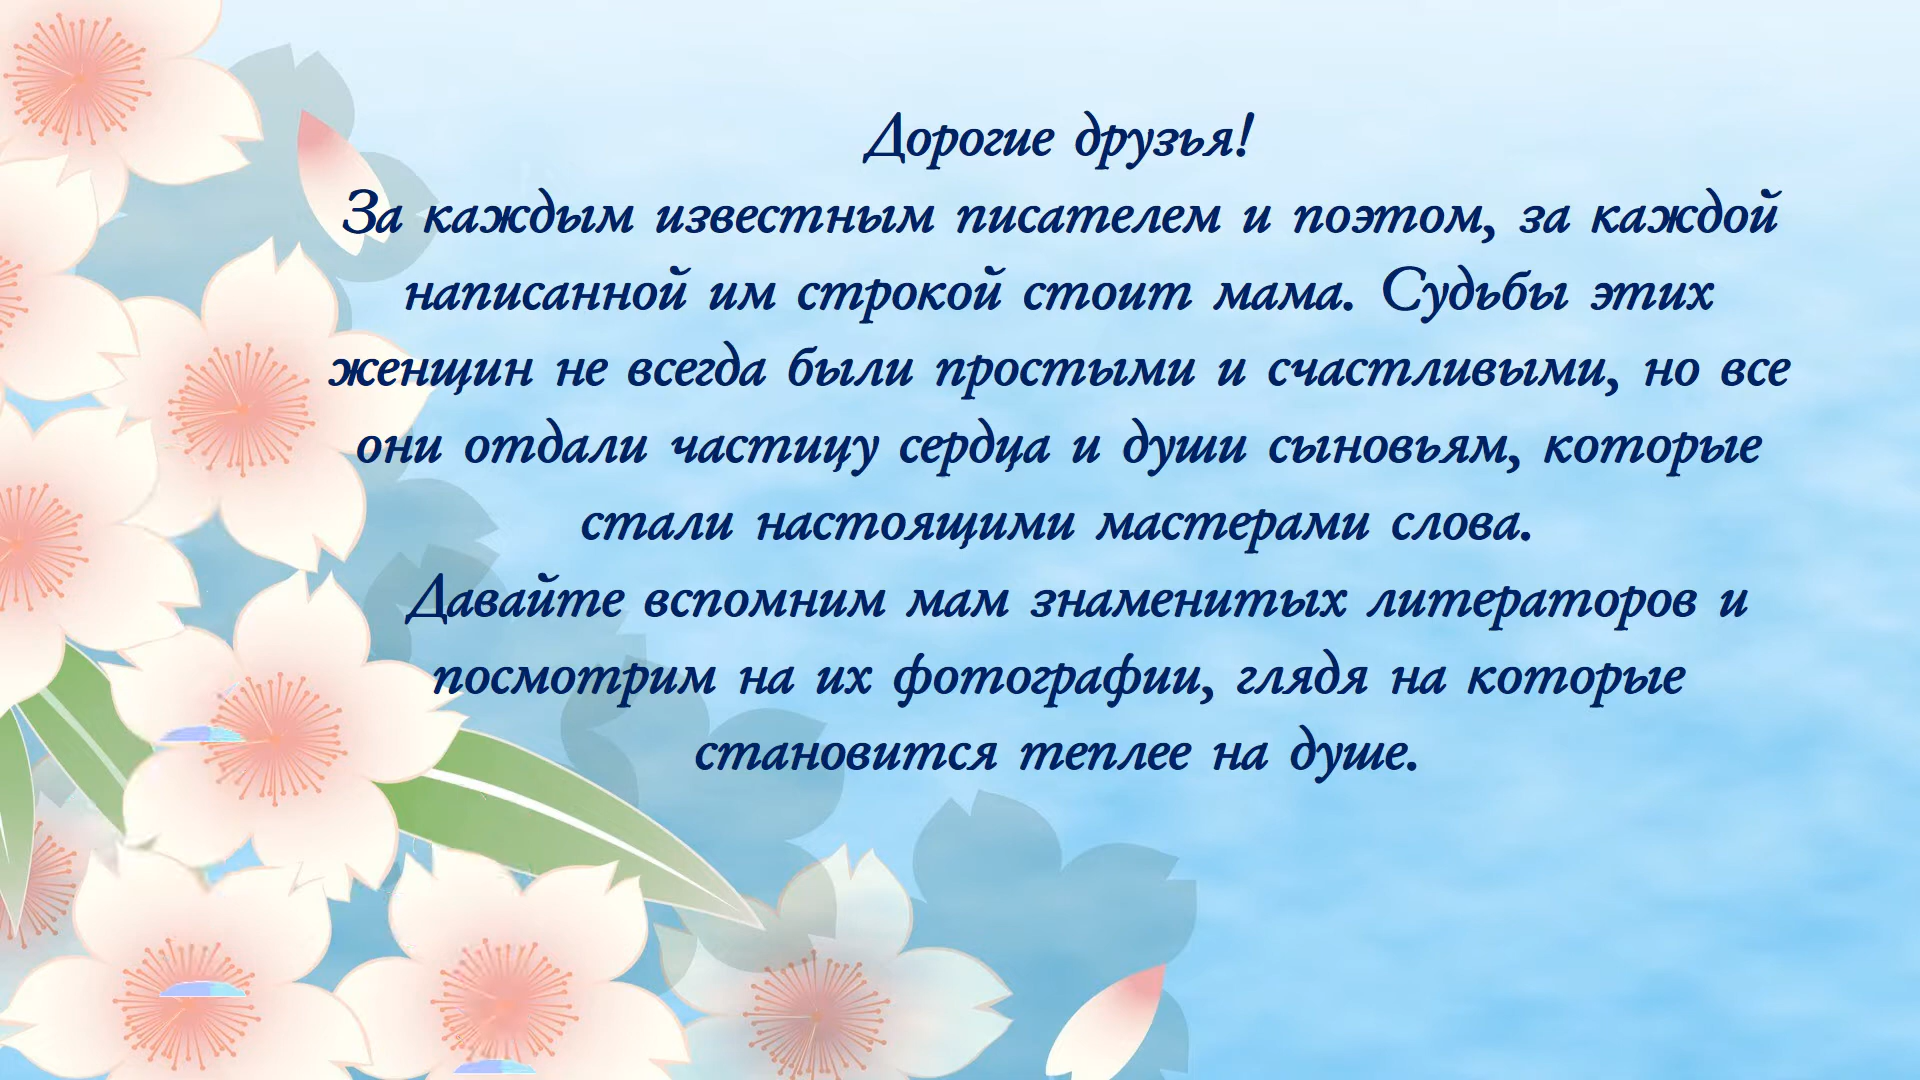 Дорогие друзья!
За каждым известным писателем и поэтом, за каждой
написанной им строкой стоит мама. Судьбы этих
женщин не всегда были простыми и счастливыми, но все
они отдали частицу сердца и души сыновьям, которые
стали настоящими мастерами слова.
Давайте вспомним мам знаменитых литераторов и
посмотрим на их фотографии, глядя на которые
становится теплее на душе.